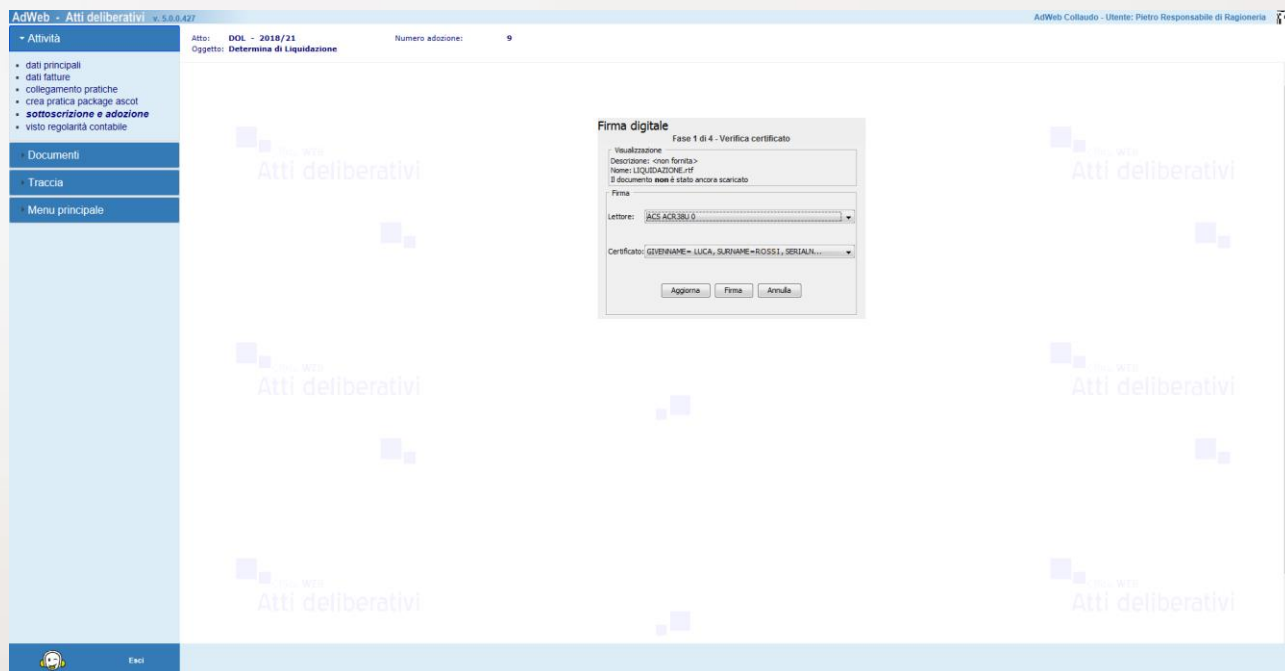 AdWeb - Atti deliberativi v. 5.0.0.427
AdWeb Collaudo - Utente: Pietro Responsabile di Ragioneria
Attività
Atto: DOL - 2018/21 Numero adozione: 9
Oggetto: Determina di Liquidazione
dati principali
dati fatture
collegamento pratiche
crea pratica package ascot
sottoscrizione e adozione
visto regolarità contabile
Documenti
Traccia
Menu principale
Firma digitale
Fase 1 di 4 - Verifica certificato
Visualizzazione
Descrizione: <non fornita>
Nome: LIQUIDAZIONE.rtf
Il documento non è stato ancora scaricato
Firma
Lettore: ACS ACR38U 0
Certificato: GIVENNAME= LUCA, SURNAME=ROSSI, SERIALN...
Aggiorna Firma Annulla
Atti deliberativi
Atti deliberativi
Atti deliberativi
Atti deliberativi
Atti deliberativi
Atti deliberativi
Esci